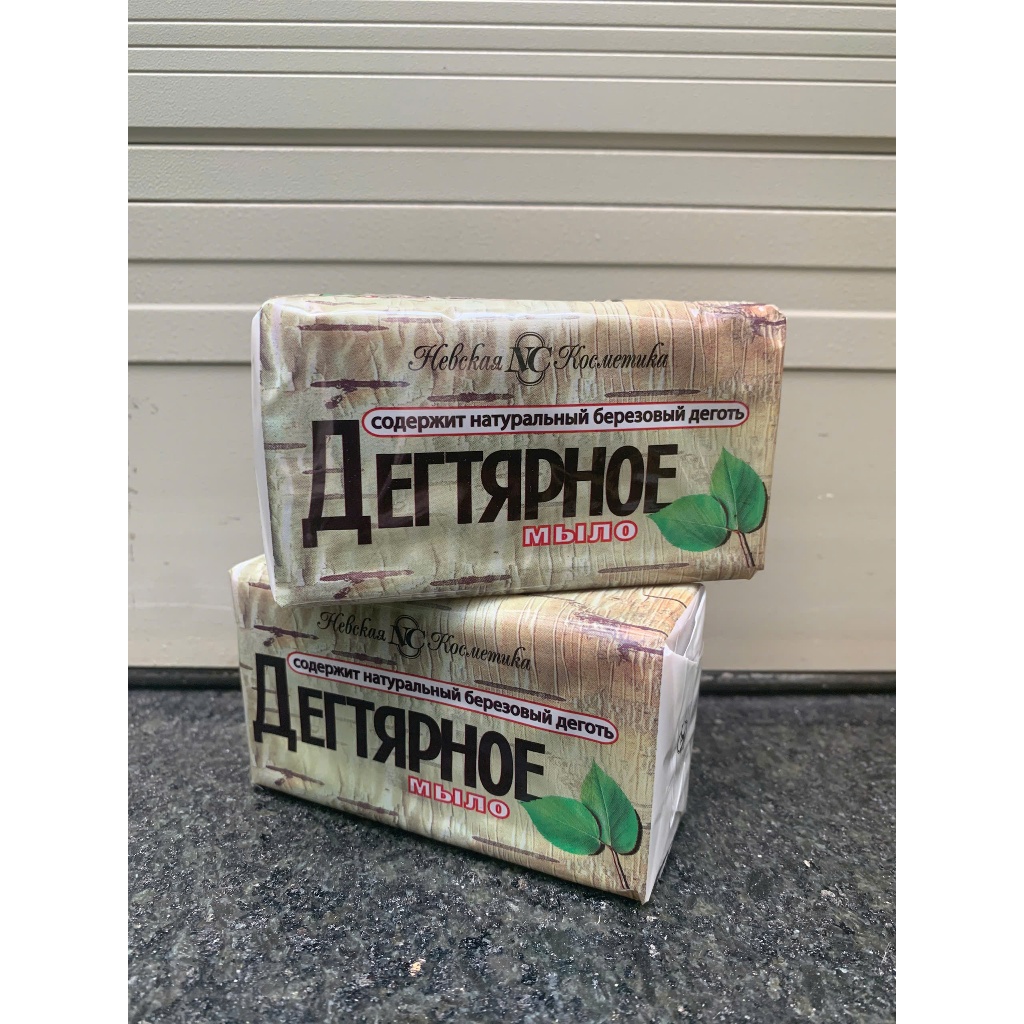 Невская NC Косметика
содержит натуральный березовый деготь
Дегтярное
мыло
Невская NC Косметика
содержит натуральный березовый деготь
Дегтярное
мыло